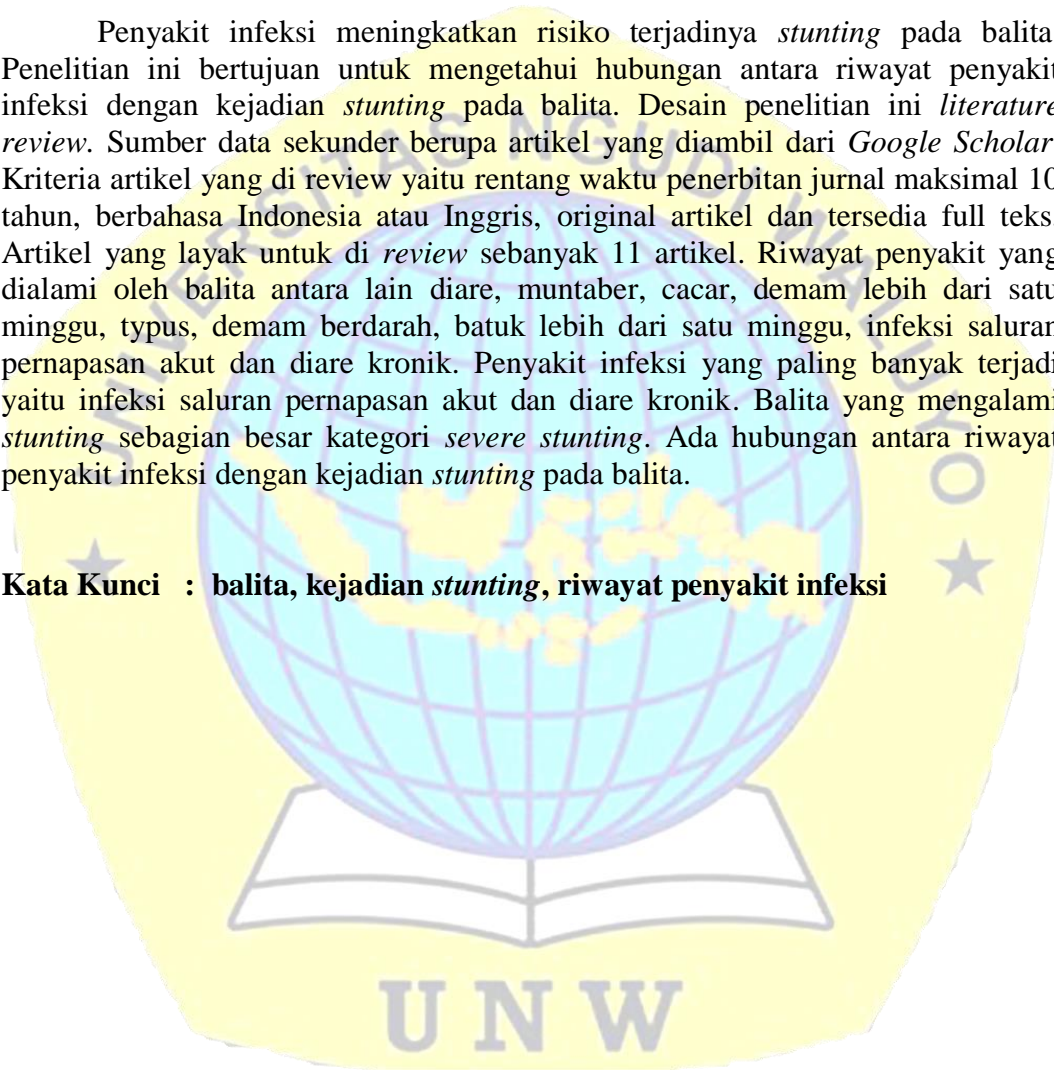 Penyakit infeksi meningkatkan risiko terjadinya stunting pada balita.
Penelitian ini bertujuan untuk mengetahui hubungan antara riwayat penyakit
infeksi dengan kejadian stunting pada balita. Desain penelitian ini literature
review. Sumber data sekunder berupa artikel yang diambil dari Google Scholar.
Kriteria artikel yang di review yaitu rentang waktu penerbitan jurnal maksimal 10
tahun, berbahasa Indonesia atau Inggris, original artikel dan tersedia full teks.
Artikel yang layak untuk di review sebanyak 11 artikel. Riwayat penyakit yang
dialami oleh balita antara lain diare, muntaber, cacar, demam lebih dari satu
minggu, typus, demam berdarah, batuk lebih dari satu minggu, infeksi saluran
pernapasan akut dan diare kronik. Penyakit infeksi yang paling banyak terjadi
yaitu infeksi saluran pernapasan akut dan diare kronik. Balita yang mengalami
stunting sebagian besar kategori severe stunting. Ada hubungan antara riwayat
penyakit infeksi dengan kejadian stunting pada balita.
Kata Kunci : balita, kejadian stunting, riwayat penyakit infeksi
UNIVERSITAS NGUDI WALUYO
UNW